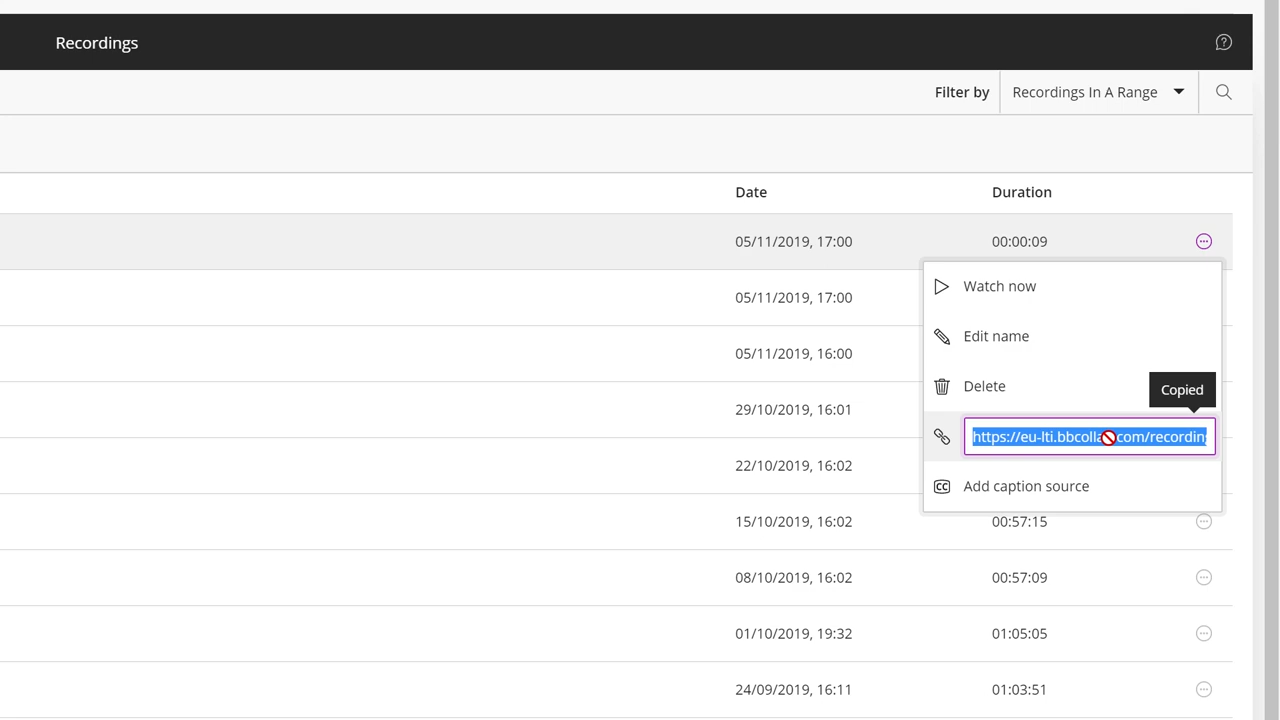 Recordings
Filter by Recordings In A Range
Date Duration
05/11/2019, 17:00 00:00:09
Watch now
05/11/2019, 17:00
Edit name
05/11/2019, 16:00
Delete
Copied
29/10/2019, 16:01
https://eu-lti.bbcollab.com/recording
22/10/2019, 16:02
Add caption source
15/10/2019, 16:02 00:57:15
08/10/2019, 16:02 00:57:09
01/10/2019, 19:32 01:05:05
24/09/2019, 16:11 01:03:51